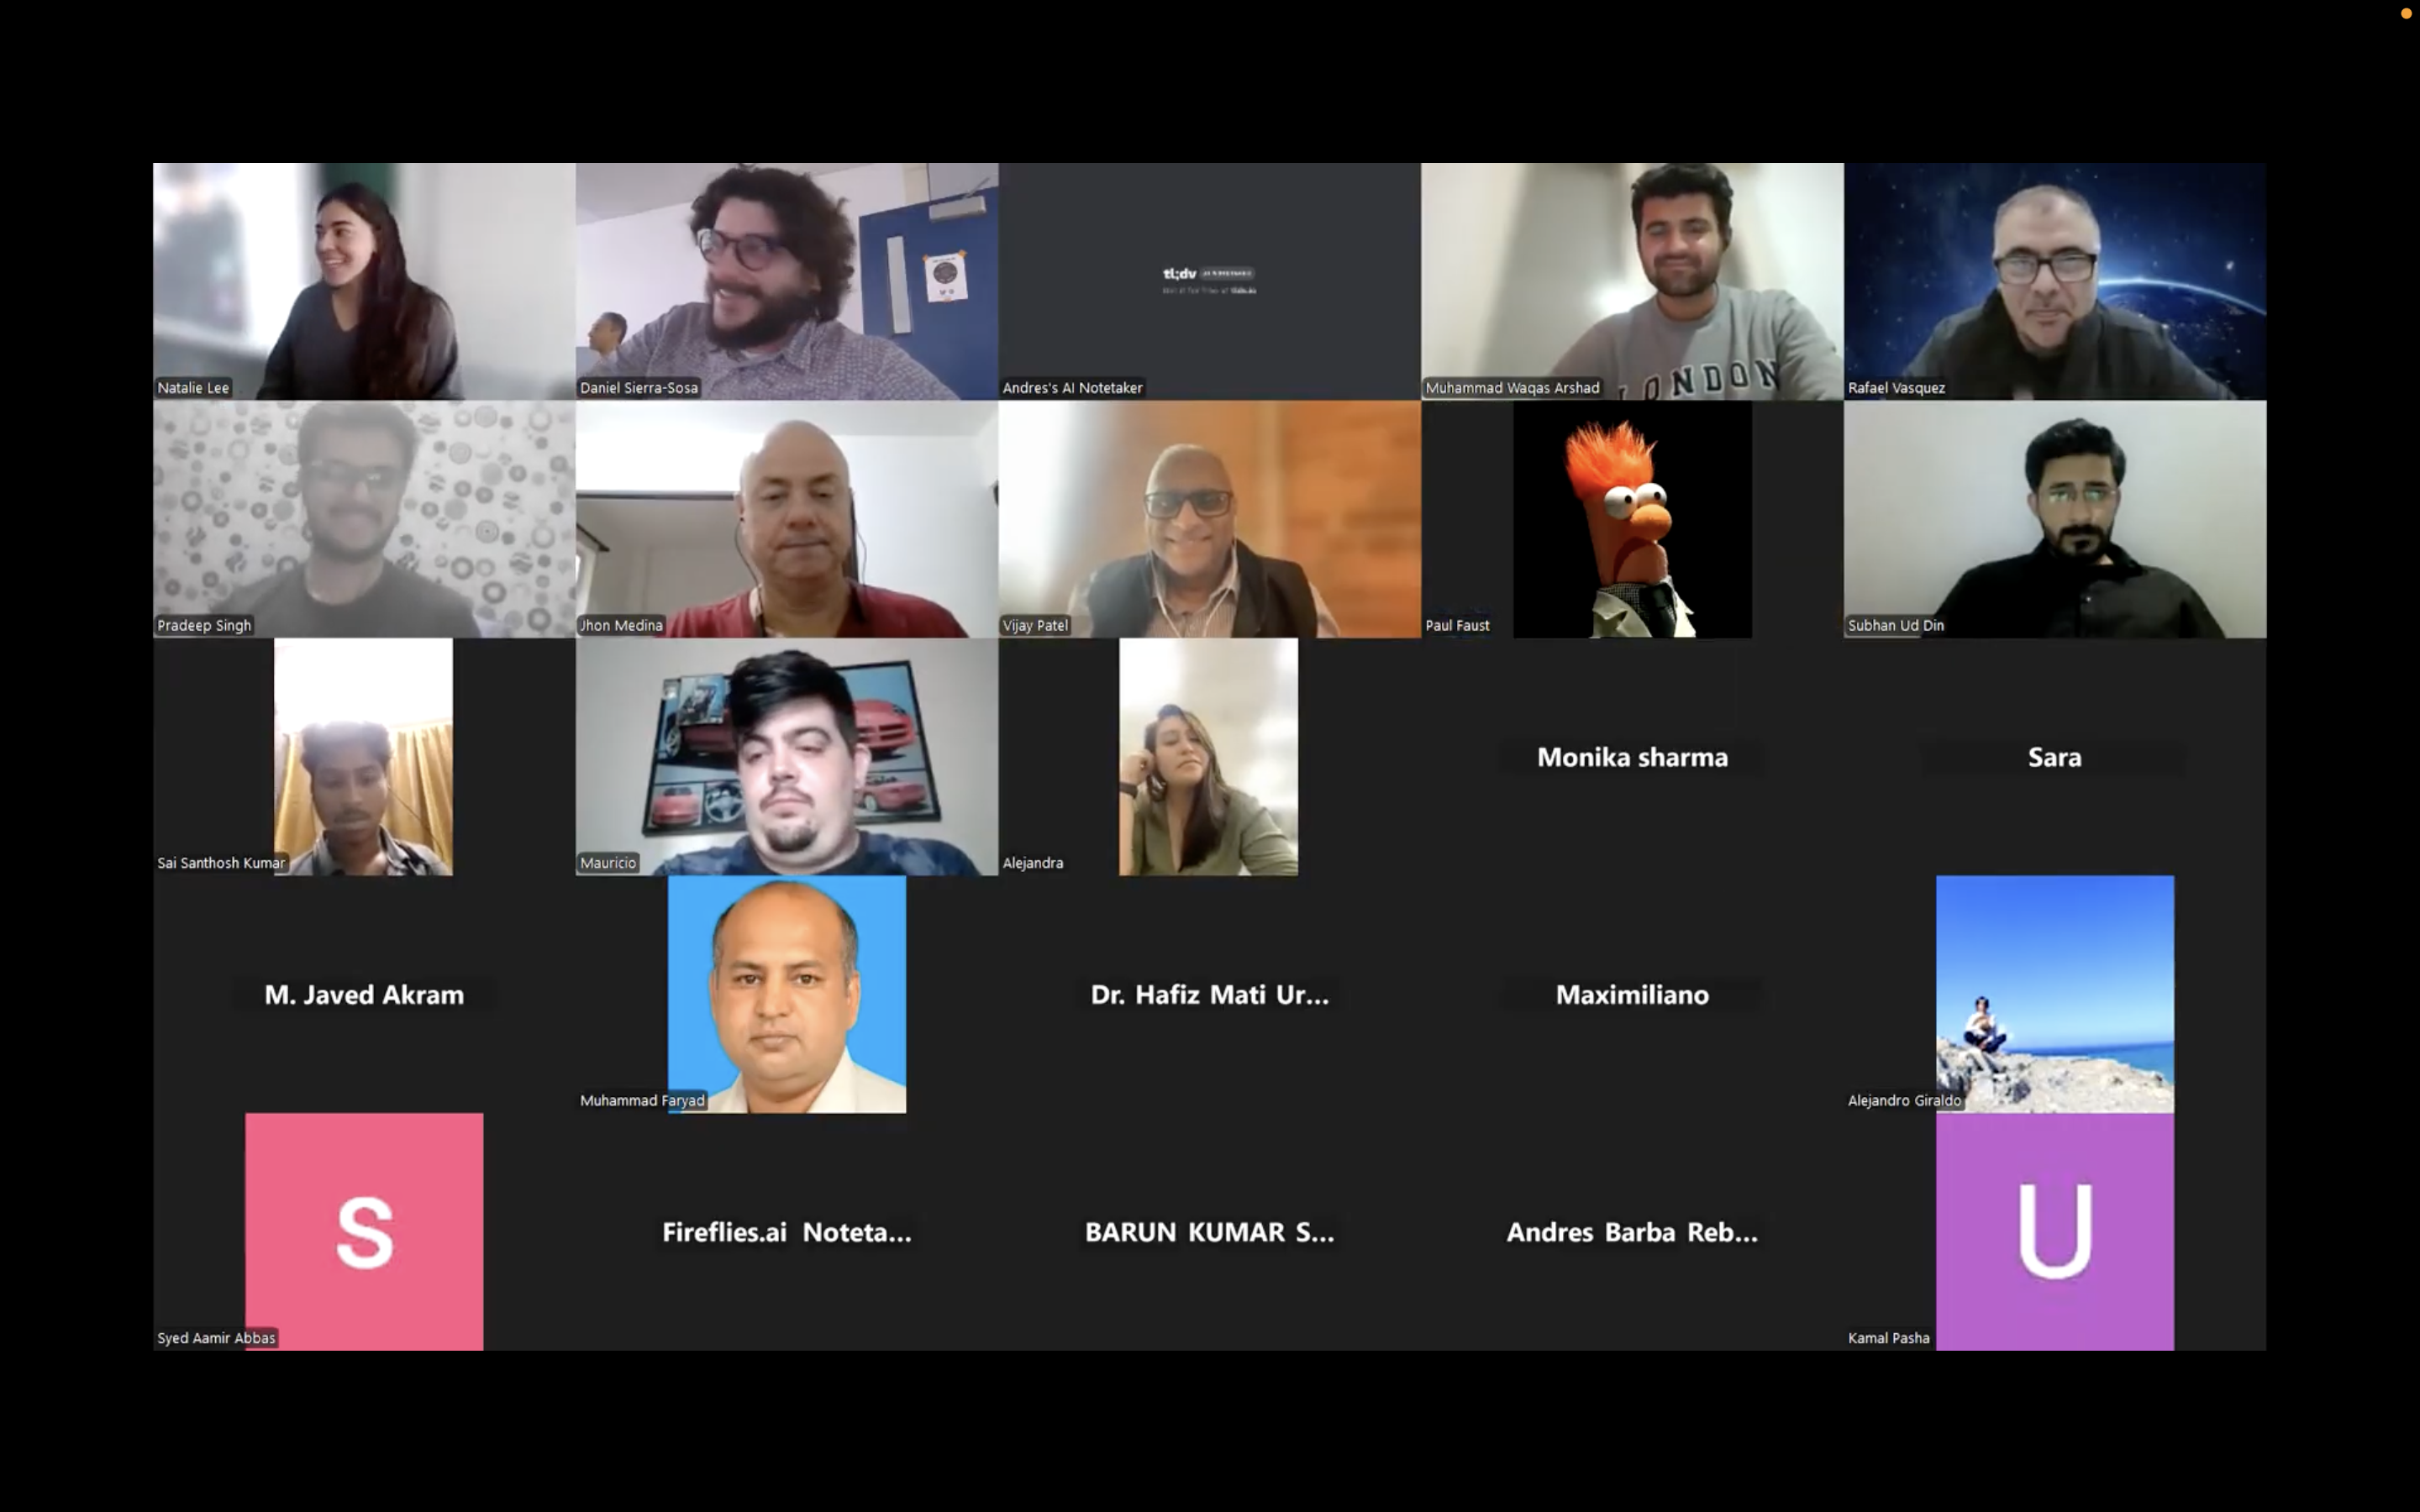 tl;dv
Natalie Lee
Daniel Sierra-Sosa
Andres's AI Notetaker
LONDON
Muhammad Waqas Arshad
Rafael Vasquez
Pradeep Singh
Jhon Medina
Vijay Patel
Paul Faust
Subhan Ud Din
Sai Santhosh Kumar
Mauricio
Alejandra
Monika sharma
Sara
M. Javed Akram
Muhammad Faryad
Dr. Hafiz Mati Ur...
Maximiliano
Alejandro Giraldo
S
Syed Aamir Abbas
Fireflies.ai Noteta...
BARUN KUMAR S...
Andres Barba Reb...
U
Kamal Pasha